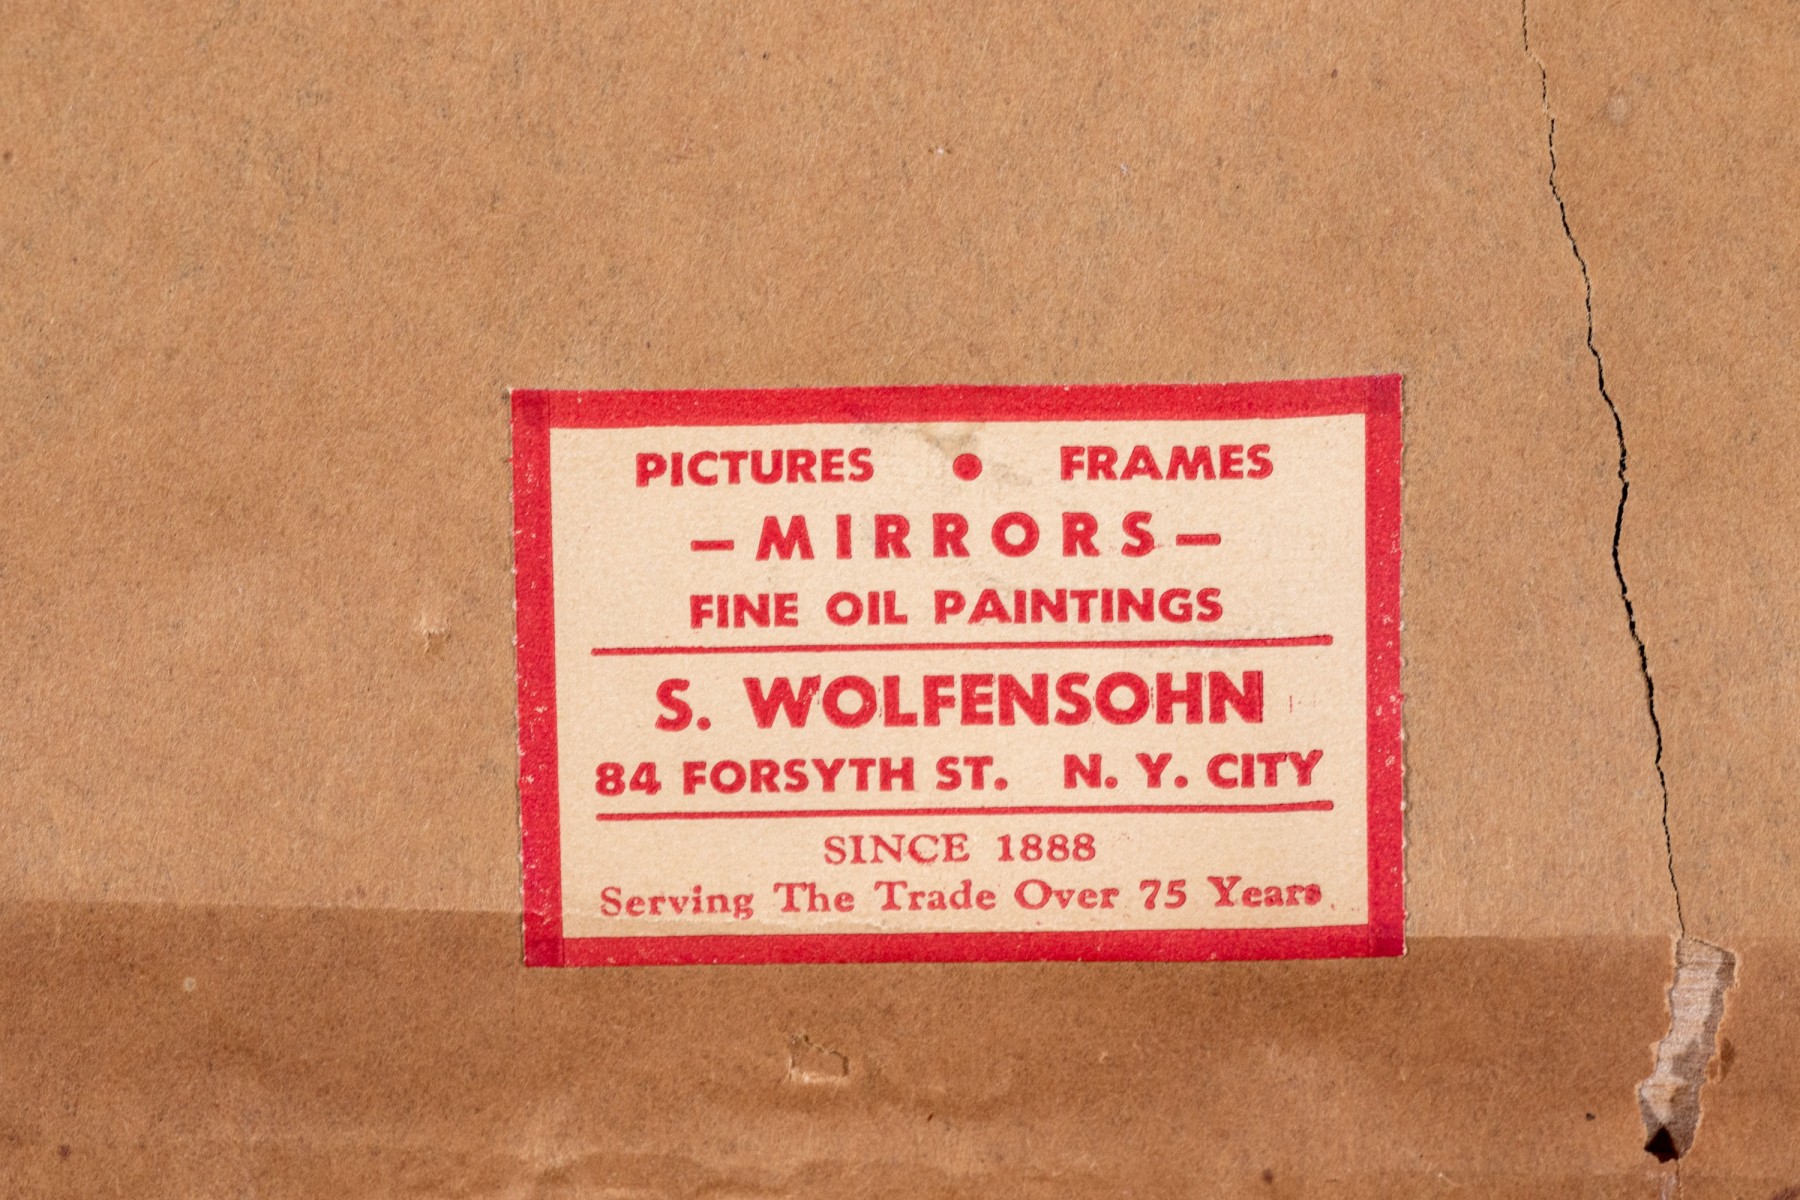 PICTURES • FRAMES
—MIRRORS—
FINE OIL PAINTINGS
S. WOLFENSOHN
84 FORSYTH ST. N. Y. CITY
SINCE 1888
Serving The Trade Over 75 Years